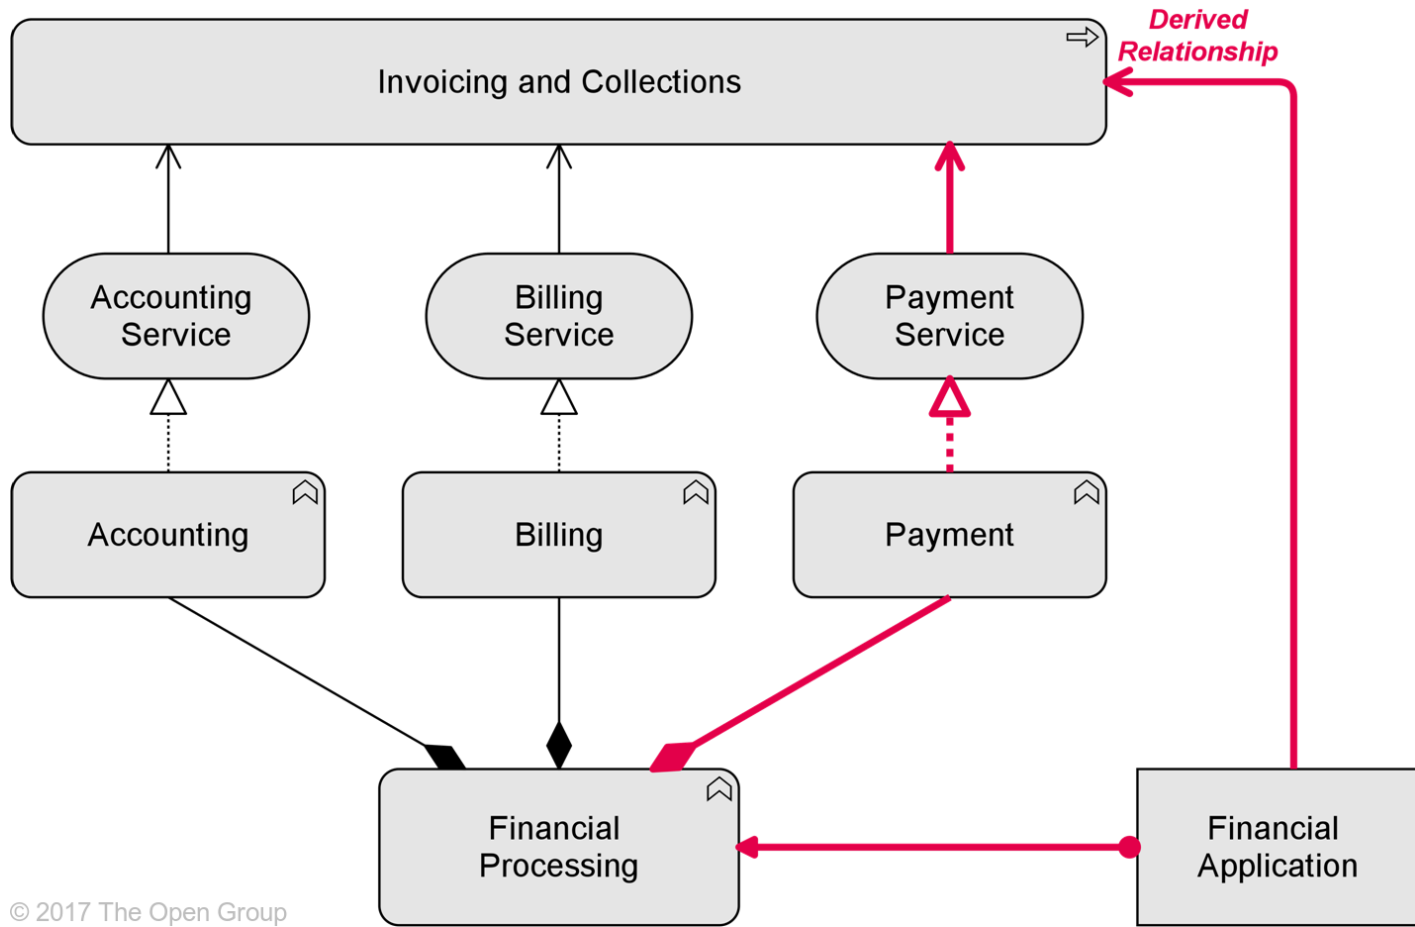 Derived
Relationship
Invoicing and Collections
Accounting
Service
Billing
Service
Payment
Service
Accounting
Billing
Payment
Financial
Processing
Financial
Application
© 2017 The Open Group